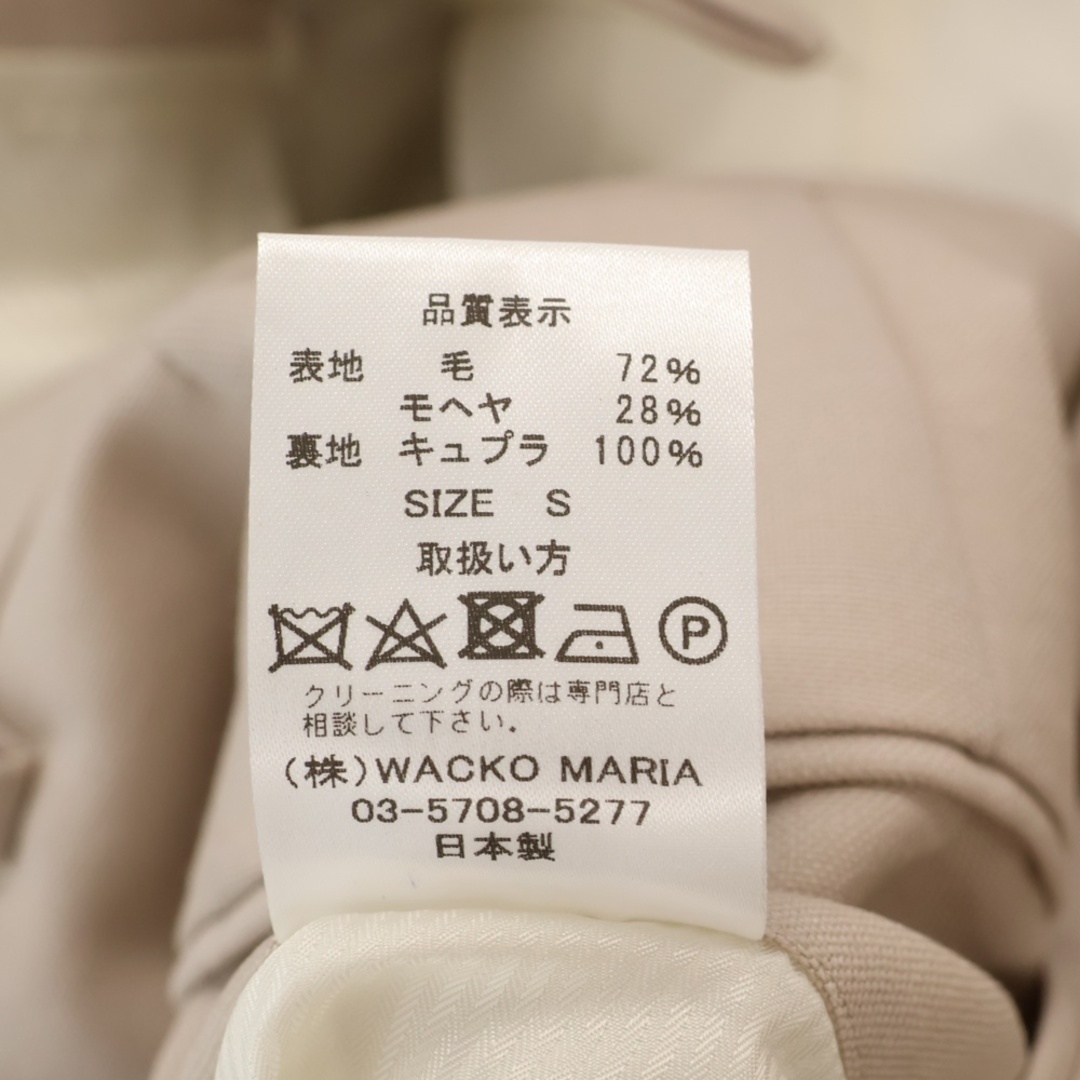 品質表示
表地 毛 72%
モヘヤ 28%
裏地 キュプラ 100%
SIZE S
取扱い方
P
クリーニングの際は専門店と
相談して下さい。
(株)WACKO MARIA
03-5708-5277
日本製